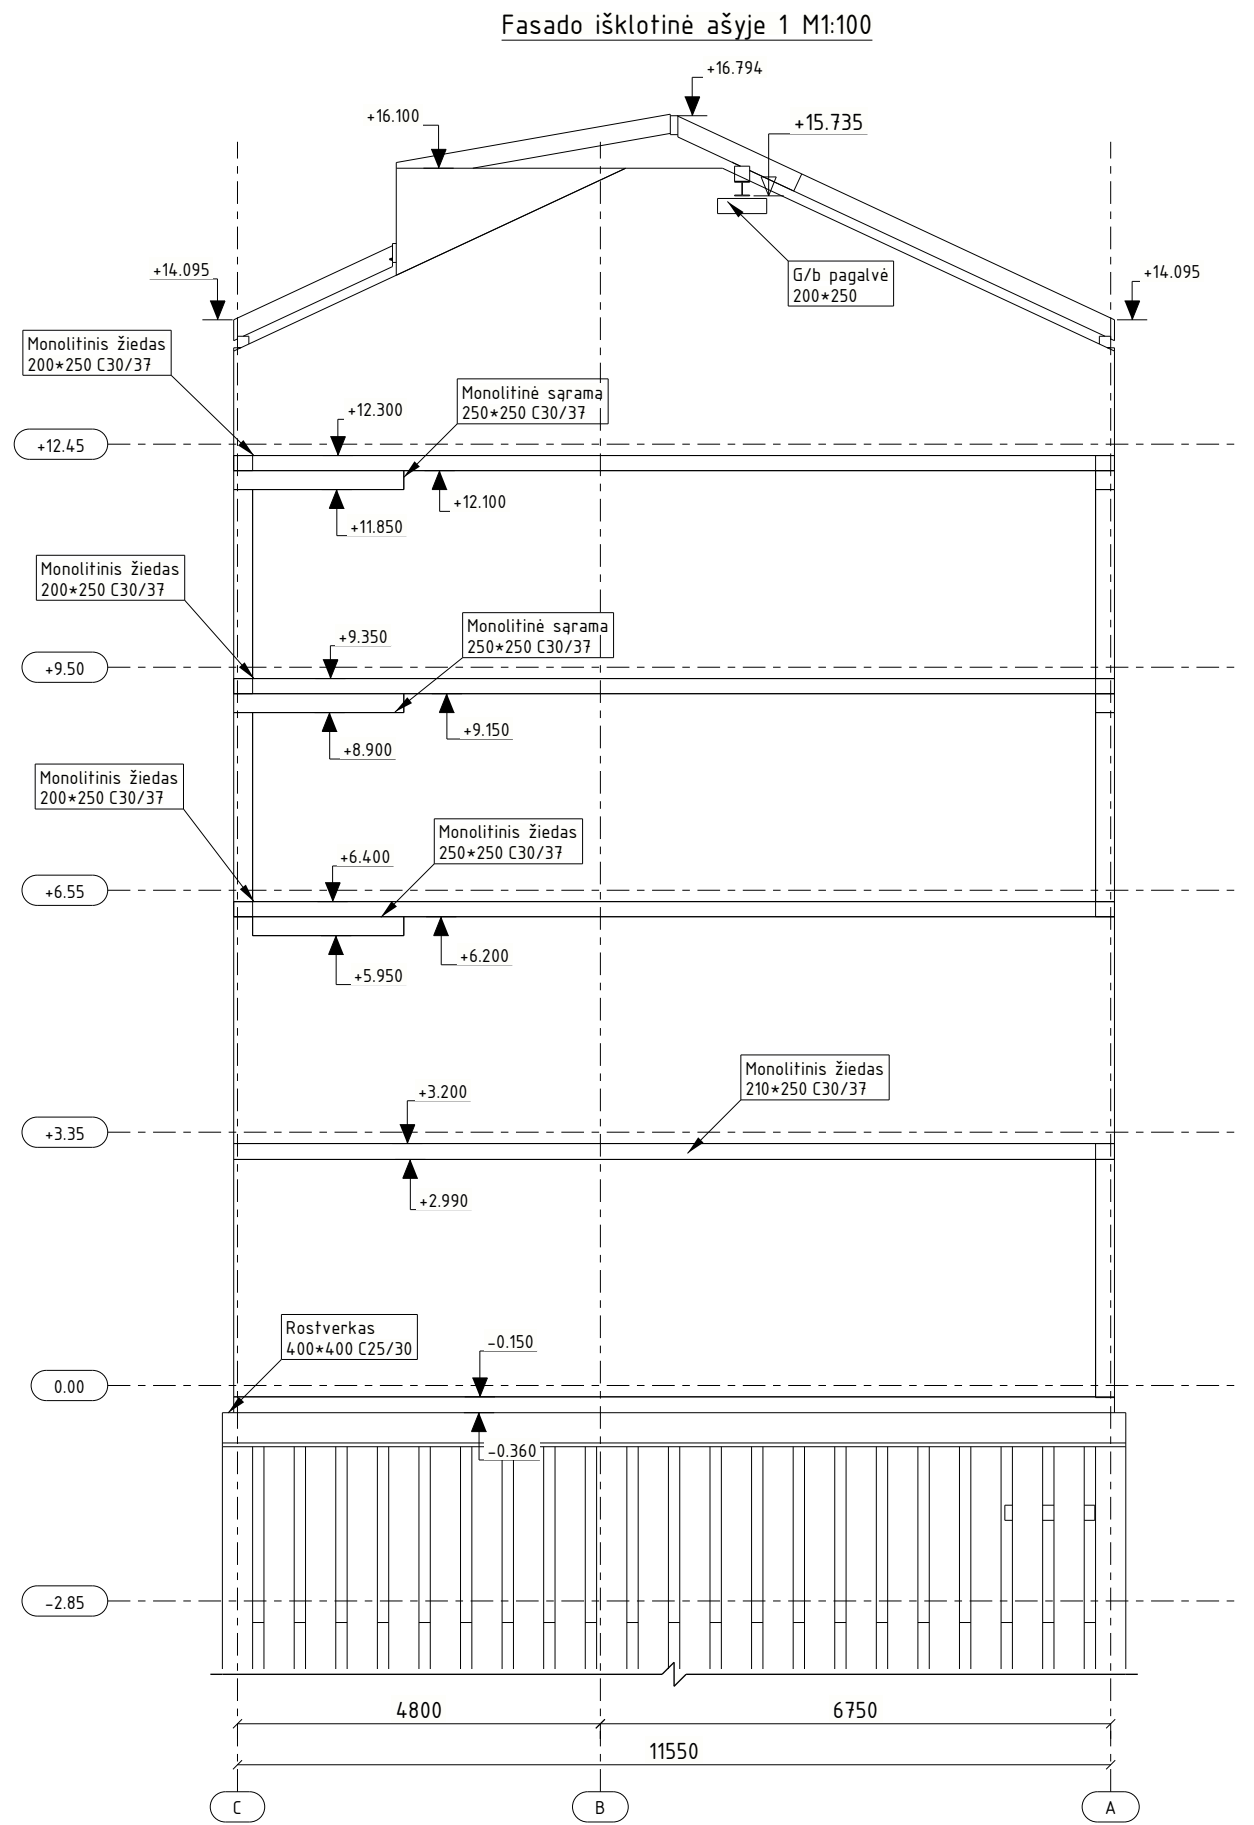 Fasado išklotinė ašyje 1 M1:100
+16.794
+16.100
+15.735
+14.095
G/b pagalvė
200*250
+14.095
Monolitinis žiedas
200*250 C30/37
Monolitinė sąrama
250*250 C30/37
+12.300
+12.45
+12.100
+11.850
Monolitinis žiedas
200*250 C30/37
Monolitinė sąrama
250*250 C30/37
+9.350
+9.50
+9.150
+8.900
Monolitinis žiedas
200*250 C30/37
Monolitinis žiedas
250*250 C30/37
+6.400
+6.55
+6.200
+5.950
Monolitinis žiedas
210*250 C30/37
+3.200
+3.35
+2.990
Rostverkas
400*400 C25/30
-0.150
0.00
-0.360
-2.85
4800
6750
11550
C
B
A